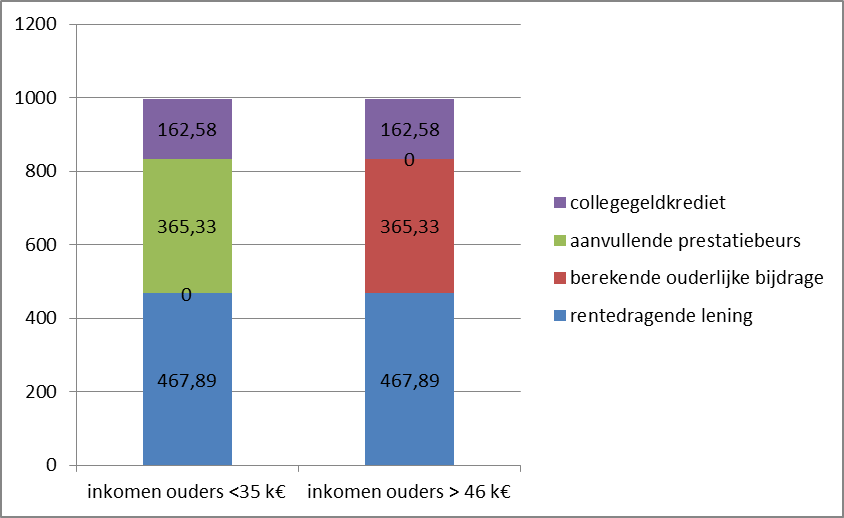 1200
1000
800
600
400
200
0
162,58
365,33
0
467,89
162,58
0
365,33
467,89
inkomen ouders <35 k€
inkomen ouders > 46 k€
collegegeldkrediet
aanvullende prestatiebeurs
berekende ouderlijke bijdrage
rentedragende lening